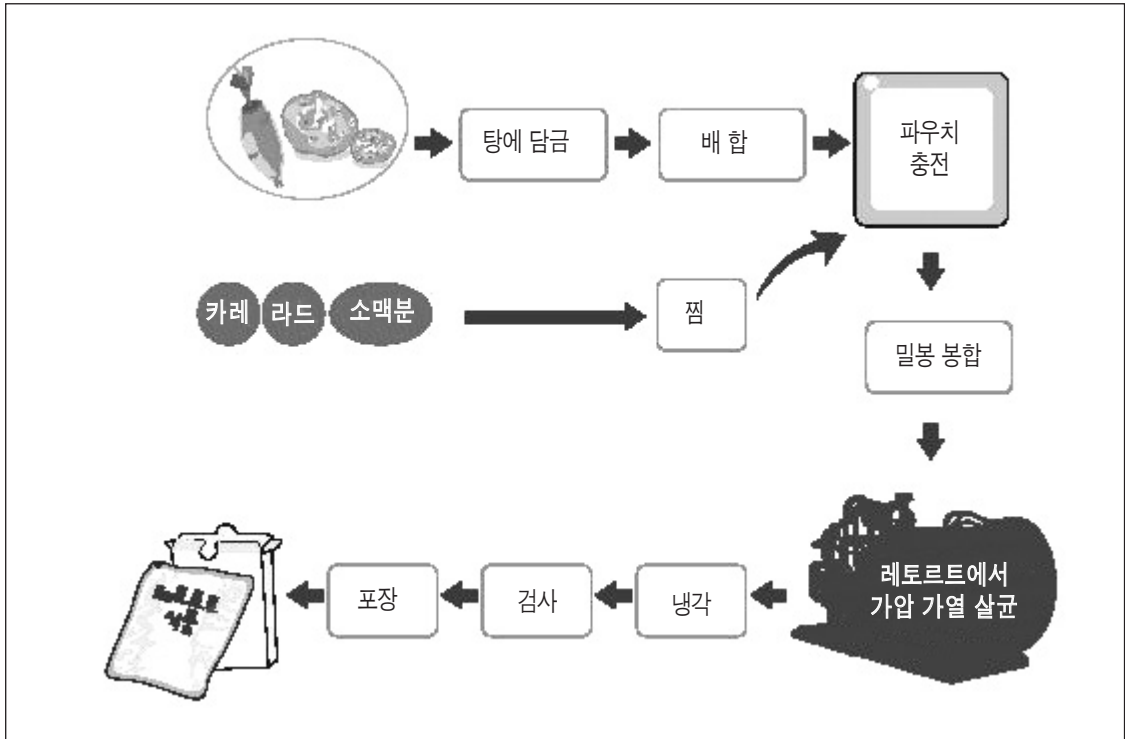 탕에 담금
배 합
파우치
충전
카레
라드
소맥분
찜
밀봉 봉합
레토르트에서
가압 가열 살균
냉각
검사
포장